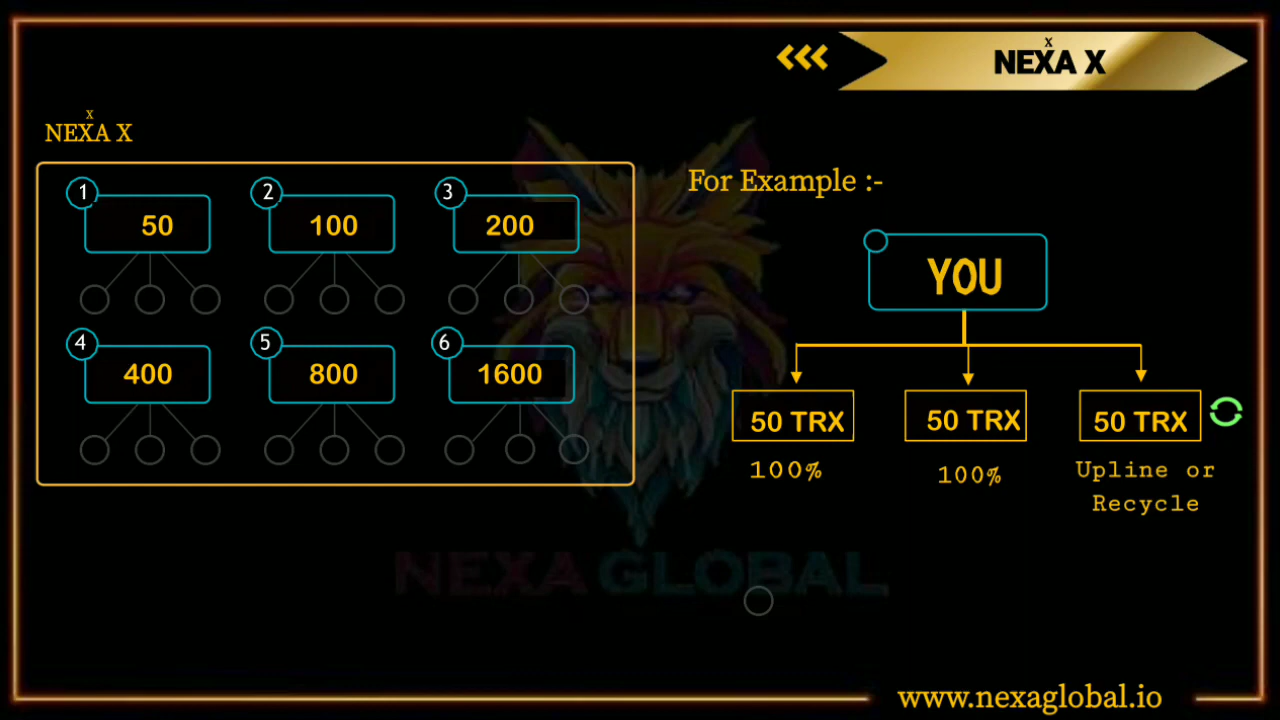 x
NEXA X
x
NEXA X
1
50
2
100
3
200
4
400
5
800
6
1600
For Example :-
YOU
50 TRX
50 TRX
50 TRX
100%
100%
Upline or
Recycle
NEXA GLOBAL
www.nexaglobal.io